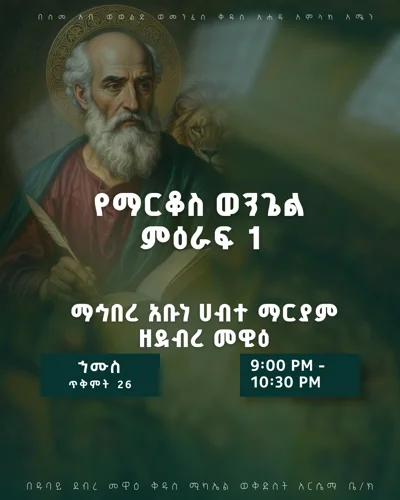 በስመ አብ ወወልድ ወመንፈስ ቅዱስ አሐዱ አምላክ አሜን
የማርቆስ ወንጌል
ምዕራፍ 1
ማኅበረ አቡነ ሀብተ ማርያም
ዘደብረ መዊዕ
ኀሙስ
ጥቅምት 26
9:00 PM -
10:30 PM
በዱባይ ደብረ መዊዕ ቅዱስ ሚካኤል ወቅድስት አርሴማ ቤ/ክ